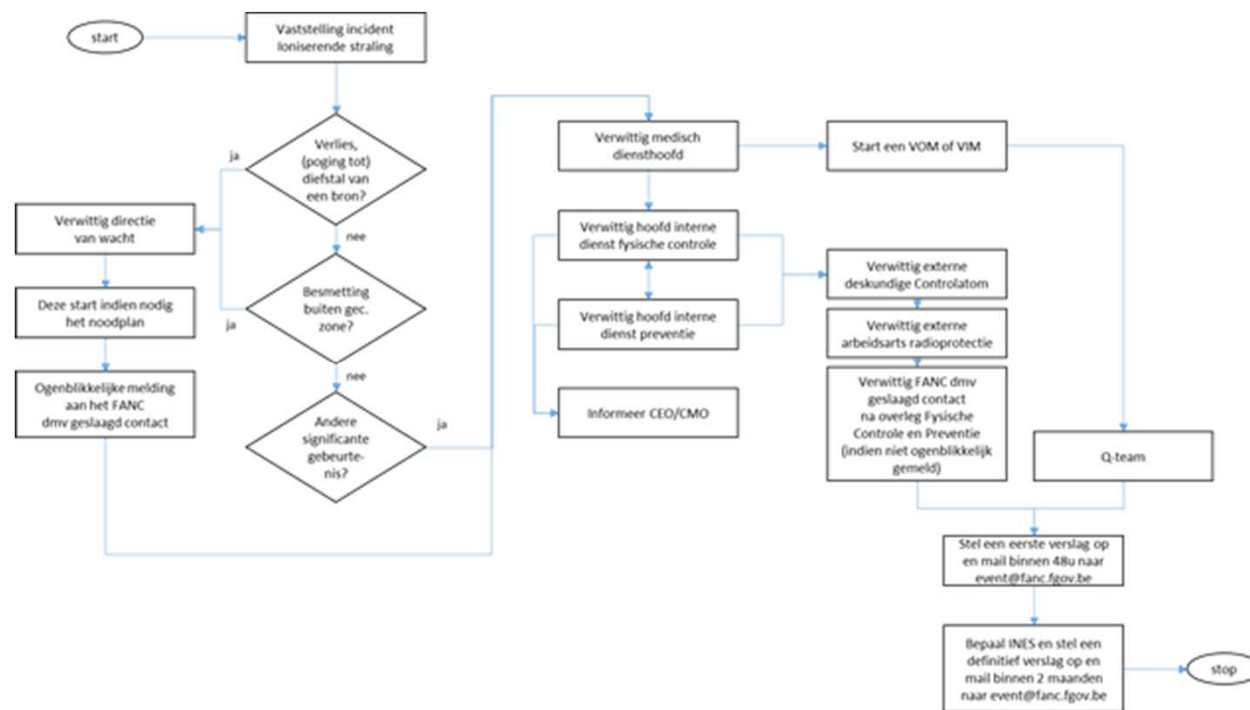 start
Vaststelling incident
Ioniserende straling
Verlies,
(poging tot)
diefstal van
een bron?
ja
nee
Verwittig directie
van wacht
Deze start indien nodig
het noodplan
Ogenblikkelijke melding
aan het FANC
dmv geslaagd contact
Besmetting
buiten gec.
zone?
ja
nee
Andere
significante
gebeurte-
nis?
ja
Verwittig medisch
diensthoofd
Start een VOM of VIM
Verwittig hoofd interne
dienst fysische controle
Verwittig hoofd interne
dienst preventie
Informeer CEO/CMO
Verwittig externe
deskundige Controlatom
Verwittig externe
arbeidsarts radioprotectie
Verwittig FANC dmv
geslaagd contact
na overleg Fysische
Controle en Preventie
(indien niet ogenblikkelijk
gemeld)
Q-team
Stel een eerste verslag op
en mail binnen 48u naar
event@fanc.fgov.be
Bepaal INES en stel een
definitief verslag op en
mail binnen 2 maanden
naar event@fanc.fgov.be
stop